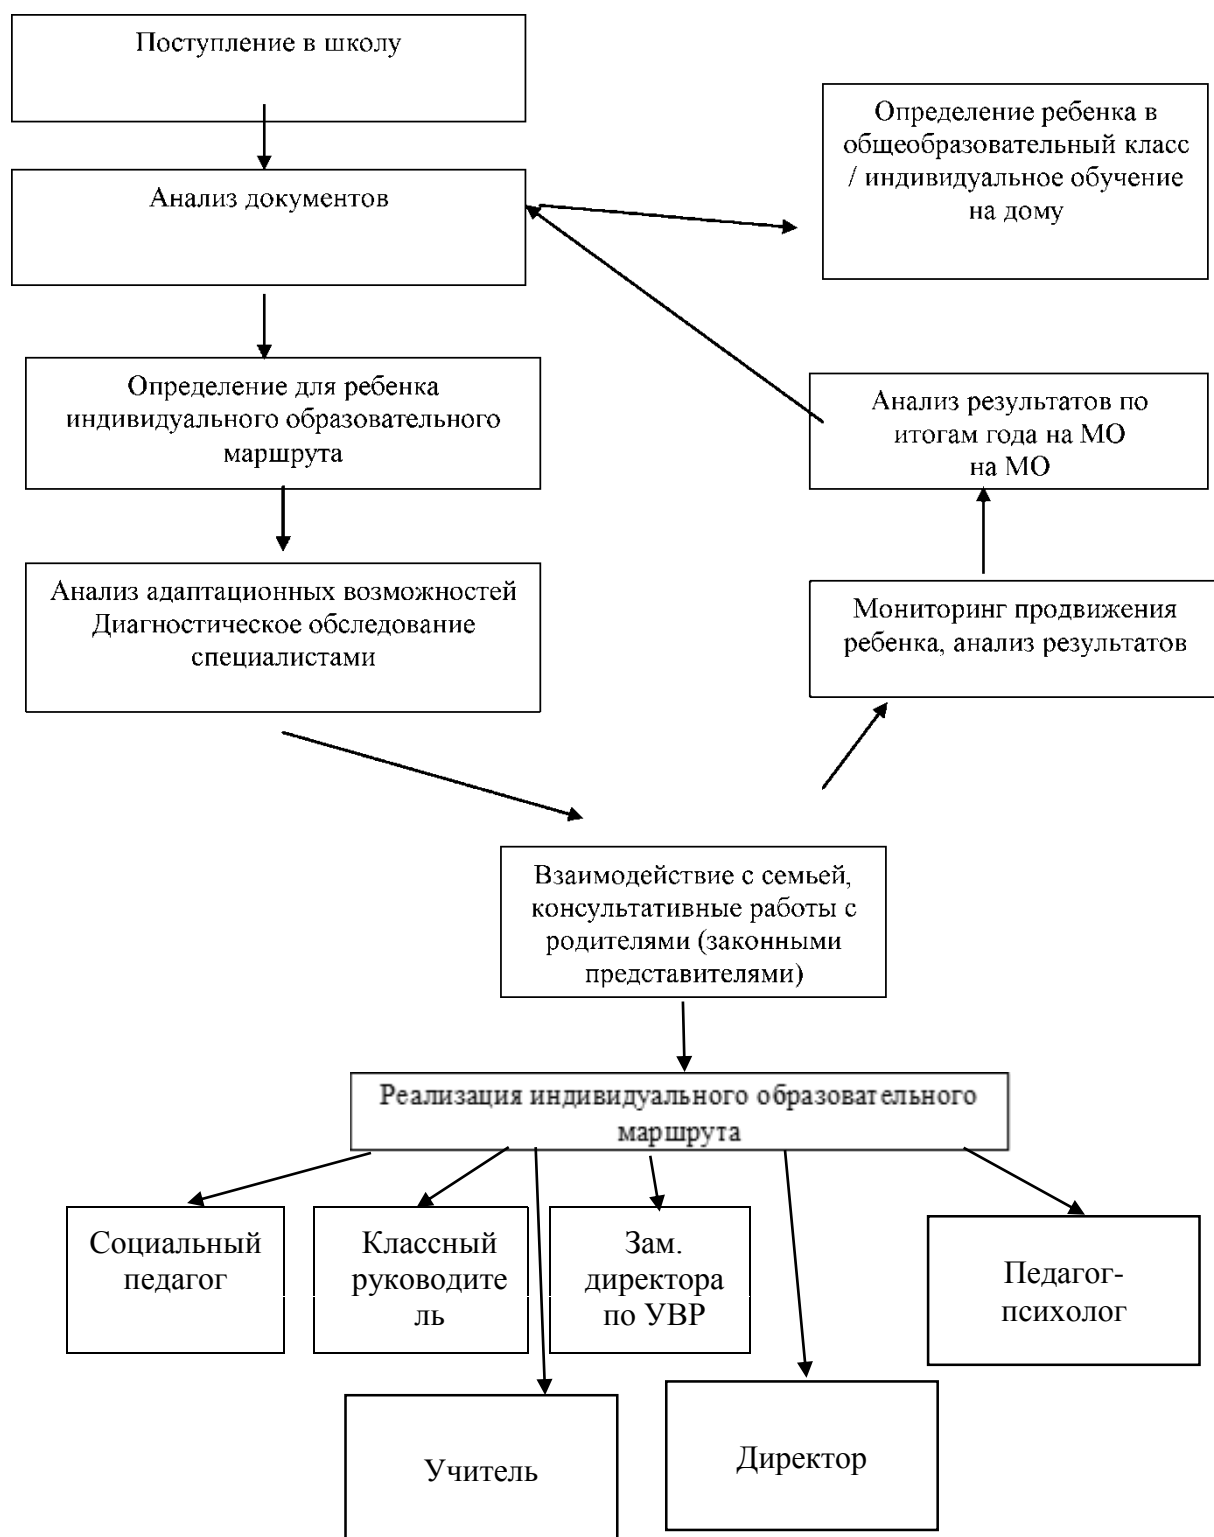 Поступление в школу
Определение ребенка в
общеобразовательный класс
/ индивидуальное обучение
на дому
Анализ документов
Определение для ребенка
индивидуального образовательного
маршрута
Анализ результатов по
итогам года на МО
на МО
Анализ адаптационных возможностей
Диагностическое обследование
специалистами
Мониторинг продвижения
ребенка, анализ результатов
Взаимодействие с семьей,
консультативные работы с
родителями (законными
представителями)
Реализация индивидуального образовательного
маршрута
Социальный
педагог
Классный
руководите
ль
Зам.
директора
по УВР
Педагог-
психолог
Учитель
Директор